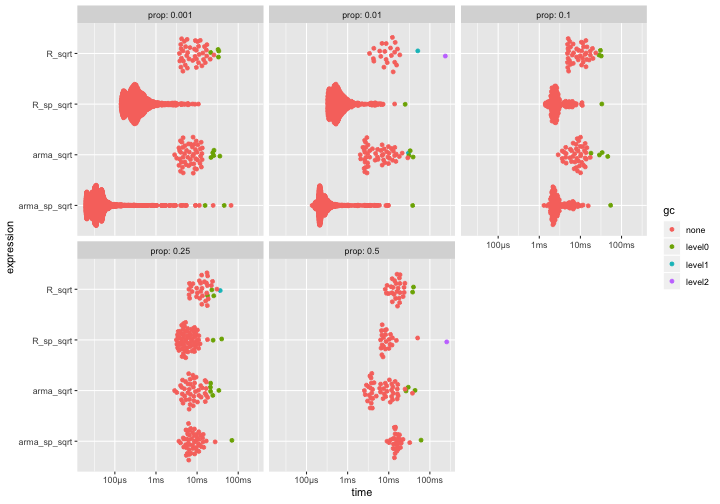 prop: 0.001
prop: 0.01
prop: 0.1
R_sqrt
R_sp_sqrt
arma_sqrt
arma_sp_sqrt
100µs
1ms
10ms
100ms
prop: 0.25
prop: 0.5
R_sqrt
R_sp_sqrt
arma_sqrt
arma_sp_sqrt
100µs
1ms
10ms
100ms
100µs
1ms
10ms
100ms
time
expression
gc
none
level0
level1
level2